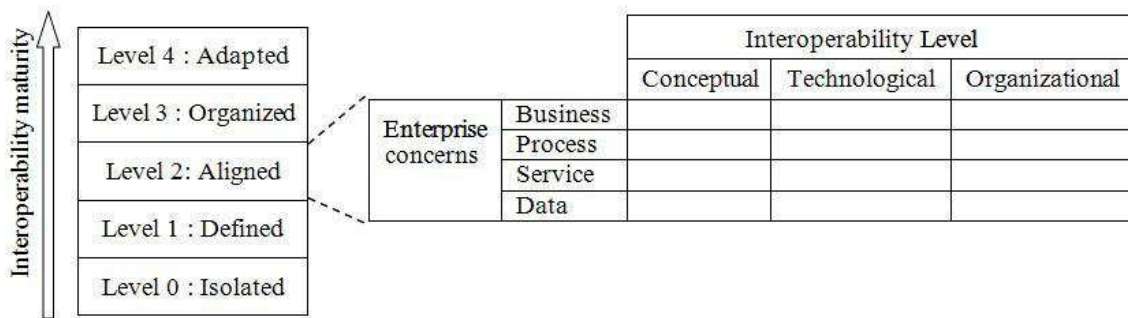 Interoperability maturity
Level 4 : Adapted
Level 3 : Organized
Level 2: Aligned
Level 1 : Defined
Level 0 : Isolated
Interoperability Level
Conceptual Technological Organizational
Enterprise
concerns
Business
Process
Service
Data